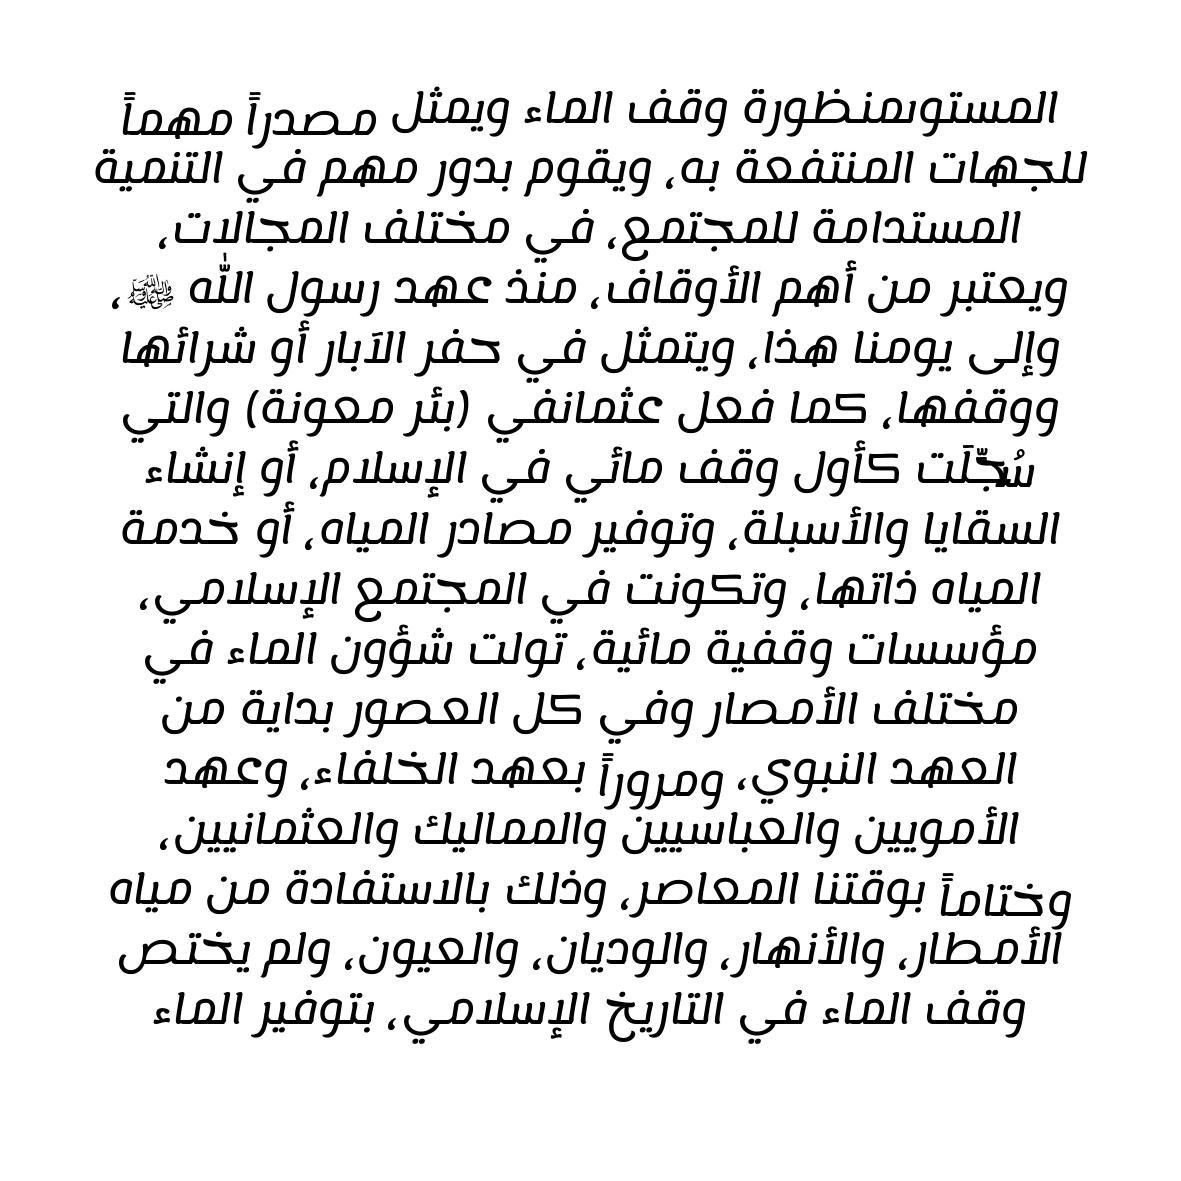 المستوىمنظورة وقف الماء ويمثل مصدراً مهماً
للجهات المنتفعة به، ويقوم بدور مهم في التنمية
المستدامة للمجتمع، في مختلف المجالات،
ويعتبر من أهم الأوقاف، منذ عهد رسول الله ﷺ،
وإلى يومنا هذا، ويتمثل في حفر الآبار أو شرائها
ووقفها، كما فعل عثمانفي (بئر معونة) والتي
سُجِّلَت كأول وقف مائي في الإسلام، أو إنشاء
السقايا والأسبلة، وتوفير مصادر المياه، أو خدمة
المياه ذاتها، وتكونت في المجتمع الإسلامي،
مؤسسات وقفية مائية، تولت شؤون الماء في
مختلف الأمصار وفي كل العصور بداية من
العهد النبوي، ومروراً بعهد الخلفاء، وعهد
الأمويين والعباسيين والمماليك والعثمانيين،
وختاماً بوقتنا المعاصر، وذلك بالاستفادة من مياه
الأمطار، والأنهار، والوديان، والعيون، ولم يختص
وقف الماء في التاريخ الإسلامي، بتوفير الماء